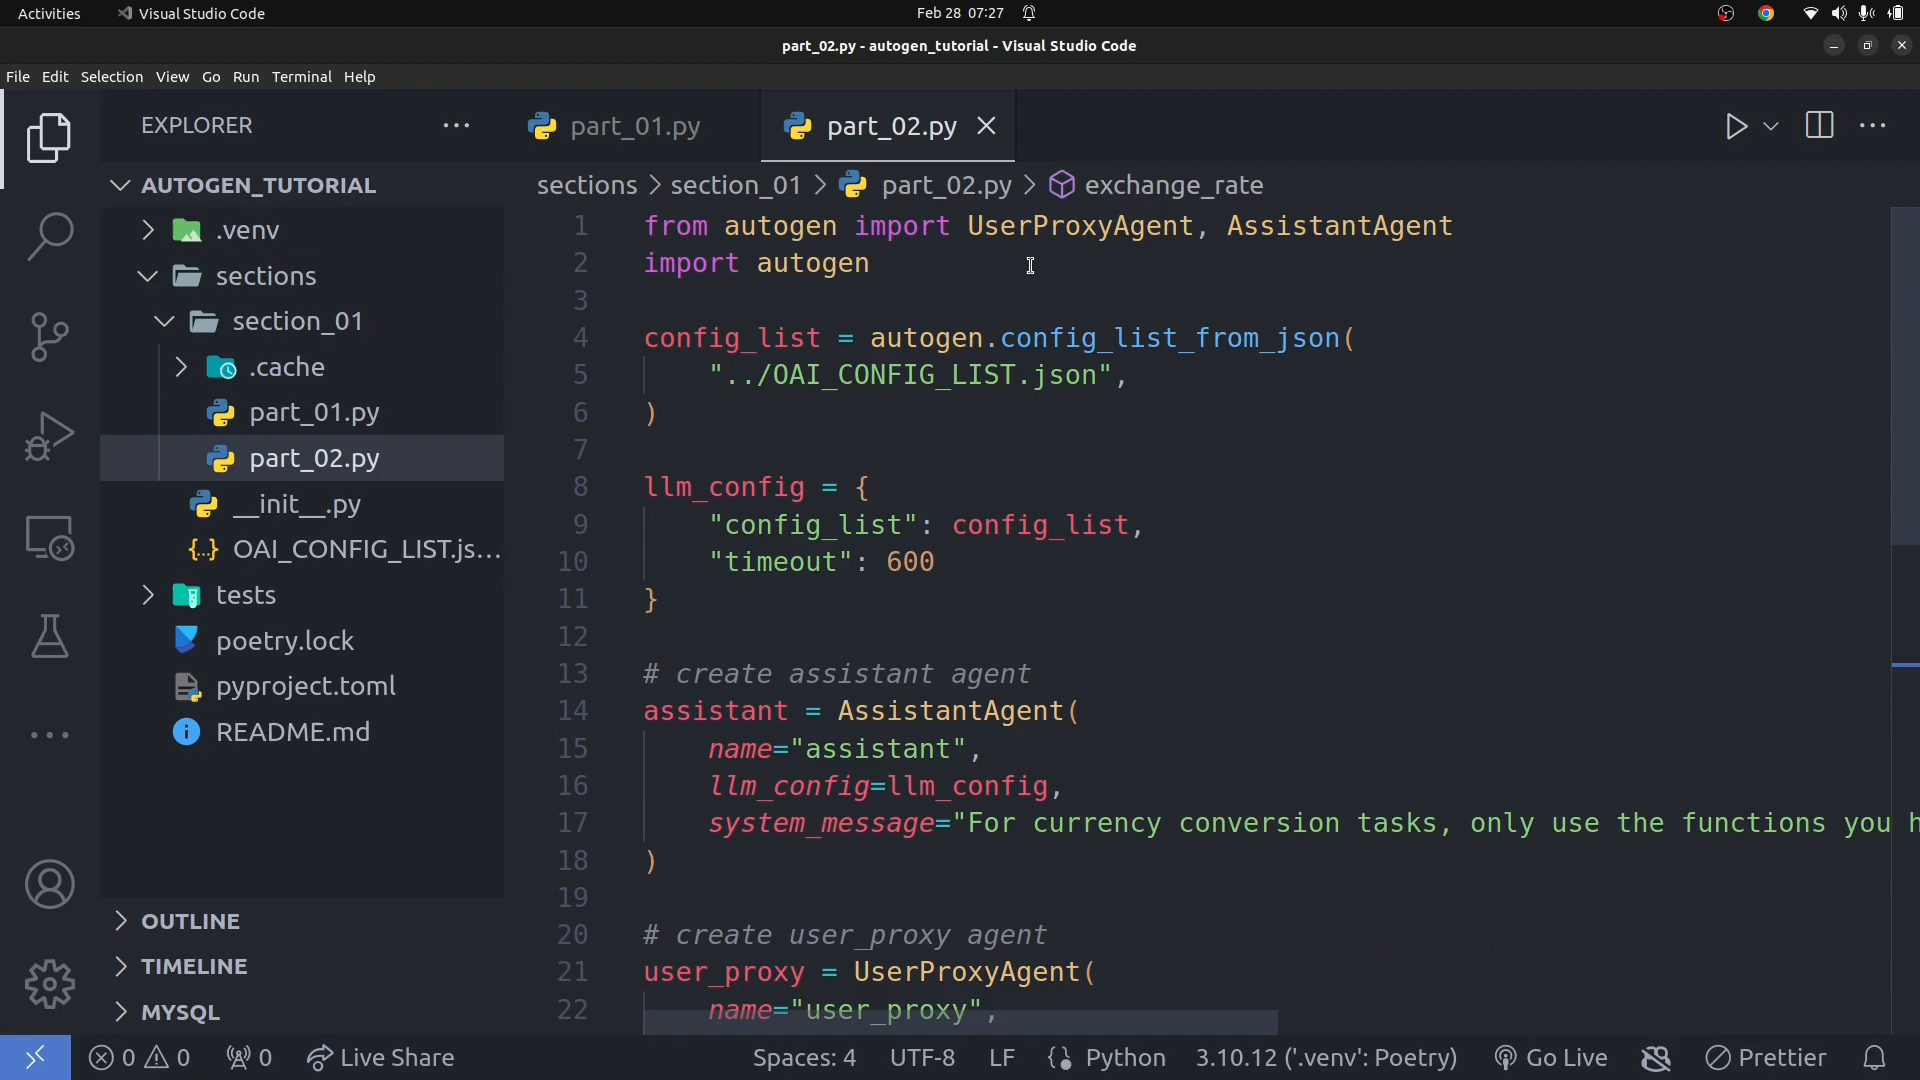 Activities
Visual Studio Code
Feb 28 07:27
part_02.py - autogen_tutorial - Visual Studio Code
File Edit Selection View Go Run Terminal Help
EXPLORER
AUTOGEN_TUTORIAL
.venv
sections
section_01
.cache
part_01.py
part_02.py
__init__.py
OAI_CONFIG_LIST.js...
tests
poetry.lock
pyproject.toml
README.md
OUTLINE
TIMELINE
MYSQL
part_01.py
part_02.py
sections > section_01 > part_02.py > exchange_rate
1 from autogen import UserProxyAgent, AssistantAgent
2 import autogen
3
4 config_list = autogen.config_list_from_json(
5 "../OAI_CONFIG_LIST.json",
6 )
7
8 llm_config = {
9 "config_list": config_list,
10 "timeout": 600
11 }
12
13 # create assistant agent
14 assistant = AssistantAgent(
15 name="assistant",
16 llm_config=llm_config,
17 system_message="For currency conversion tasks, only use the functions you h
18 )
19
20 # create user_proxy agent
21 user_proxy = UserProxyAgent(
22 name="user_proxy",
0 0 0 Live Share Spaces: 4 UTF-8 LF Python 3.10.12 ('.venv': Poetry) Go Live Prettier